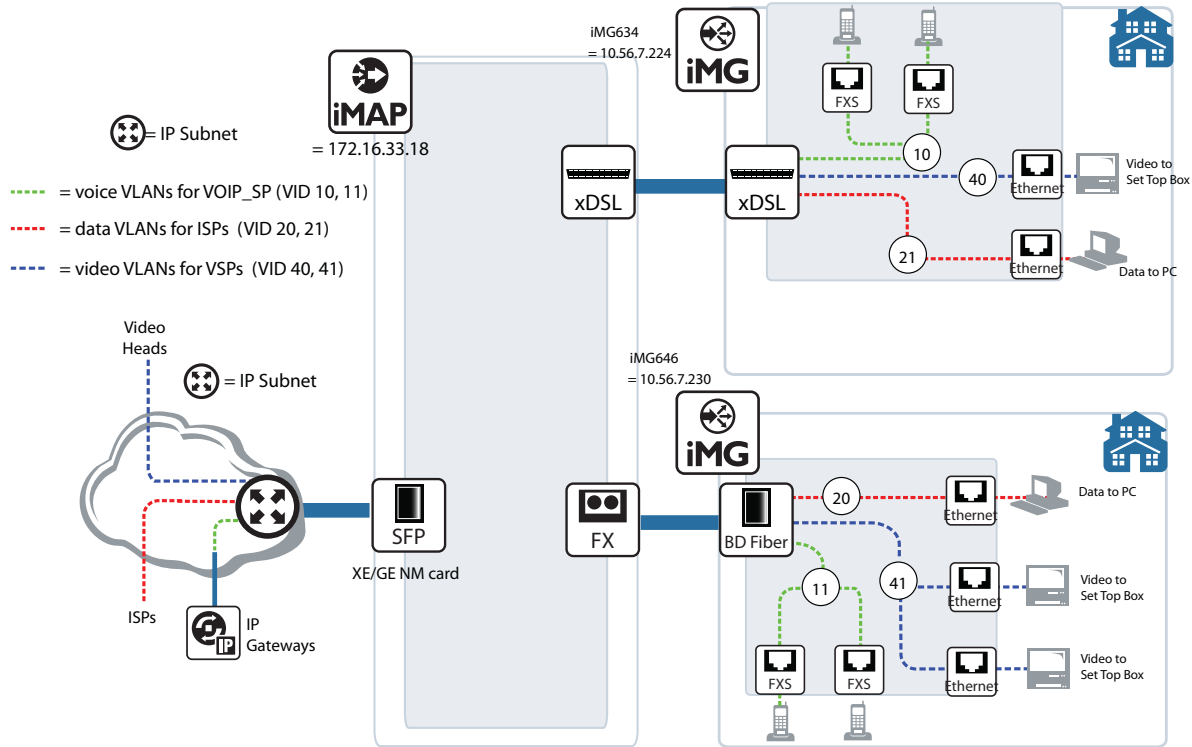 iMG634
= 10.56.7.224
iMG
iMAP
= 172.16.33.18
= IP Subnet
= voice VLANs for VOIP_SP (VID 10, 11)
= data VLANs for ISPs (VID 20, 21)
= video VLANs for VSPs (VID 40, 41)
FXS
FXS
10
xDSL
xDSL
40
Ethernet
Video to
Set Top Box
21
Ethernet
Data to PC
Video
Heads
= IP Subnet
iMG646
= 10.56.7.230
iMG
SFP
XE/GE NM card
FX
BD Fiber
20
Ethernet
Data to PC
11
41
Ethernet
Video to
Set Top Box
ISPs
IP
IP
Gateways
FXS
FXS
Ethernet
Video to
Set Top Box